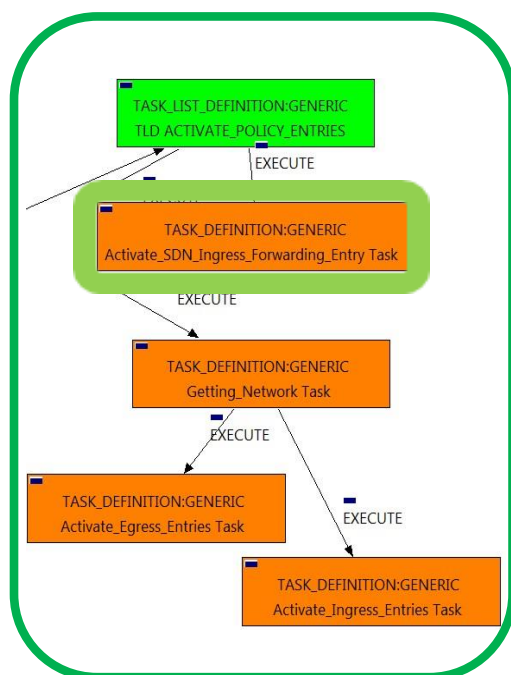 TASK_LIST_DEFINITION:GENERIC
TLD ACTIVATE_POLICY_ENTRIES
EXECUTE
TASK_DEFINITION:GENERIC
Activate_SDN_Ingress_Forwarding_Entry Task
EXECUTE
TASK_DEFINITION:GENERIC
Getting_Network Task
EXECUTE
TASK_DEFINITION:GENERIC
Activate_Egress_Entries Task
EXECUTE
TASK_DEFINITION:GENERIC
Activate_Ingress_Entries Task